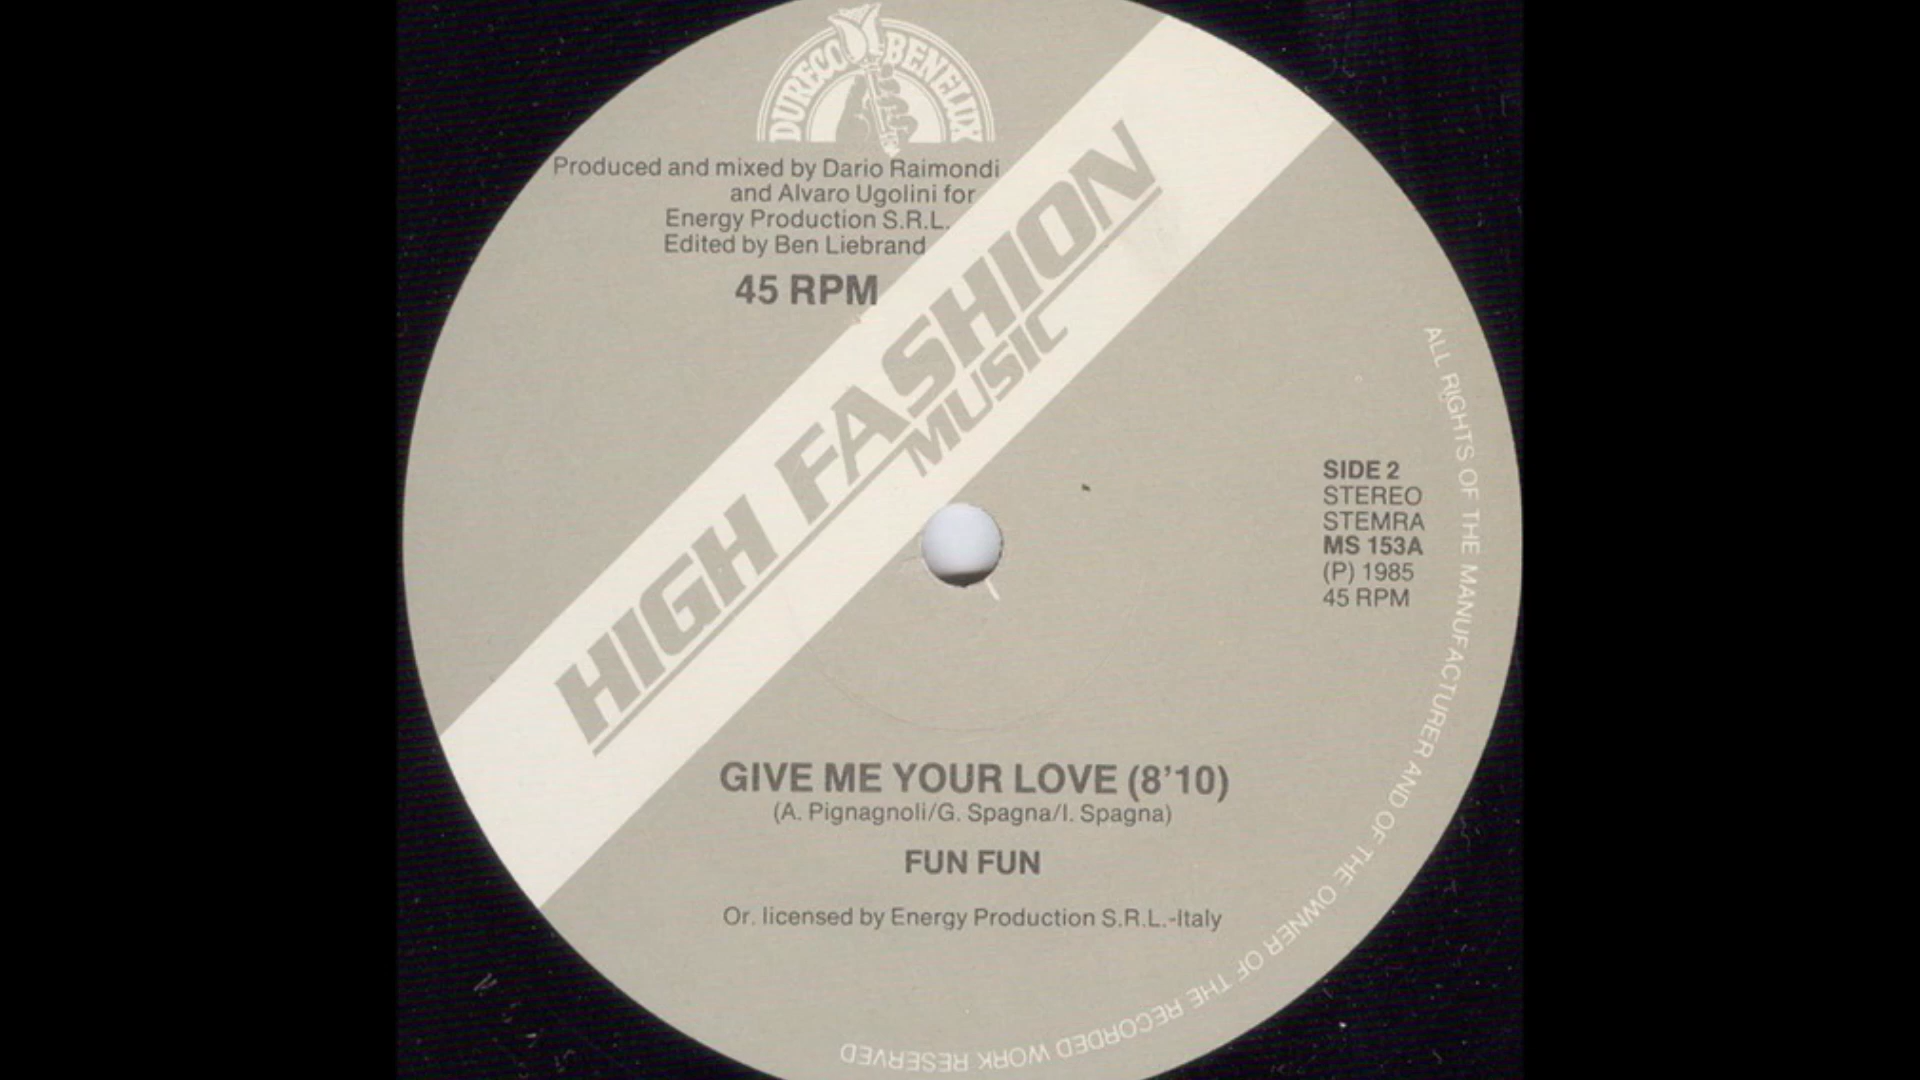 DURECO BENELUX
Produced and mixed by Dario Raimondi
and Alvaro Ugolini for
Energy Production S.R.L.
Edited by Ben Liebrand
45 RPM
HIGH FASHION
MUSIC
SIDE 2
STEREO
STEMRA
MS 153A
(P) 1985
45 RPM
GIVE ME YOUR LOVE (8'10)
(A. Pignagnoli/G. Spagna/I. Spagna)
FUN FUN
Or. licensed by Energy Production S.R.L.-Italy
ALL RIGHTS OF THE MANUFACTURER AND OF THE OWNER OF THE RECORDED WORK RESERVED